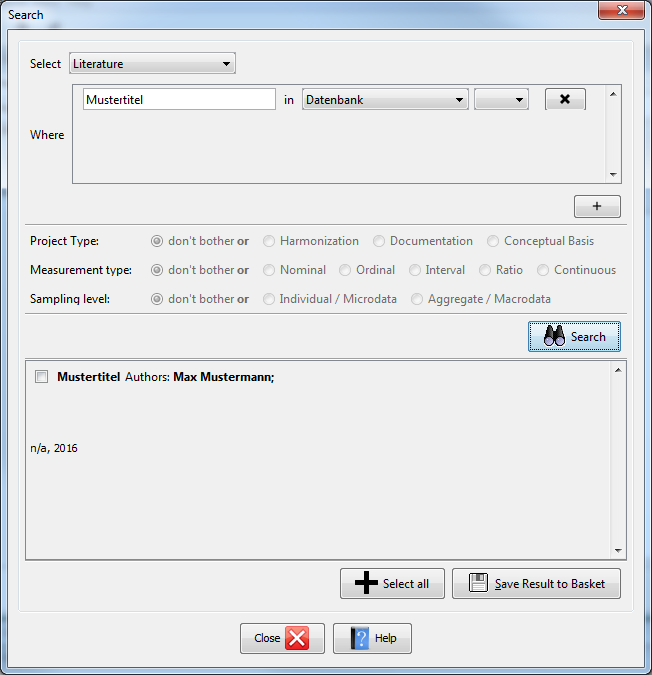 Search
Select Literature
Mustertitel in Datenbank
Where
+
Project Type: don't bother or Harmonization Documentation Conceptual Basis
Measurement type: don't bother or Nominal Ordinal Interval Ratio Continuous
Sampling level: don't bother or Individual / Microdata Aggregate / Macrodata
Search
Mustertitel Authors: Max Mustermann;
n/a, 2016
Select all Save Result to Basket
Close ? Help